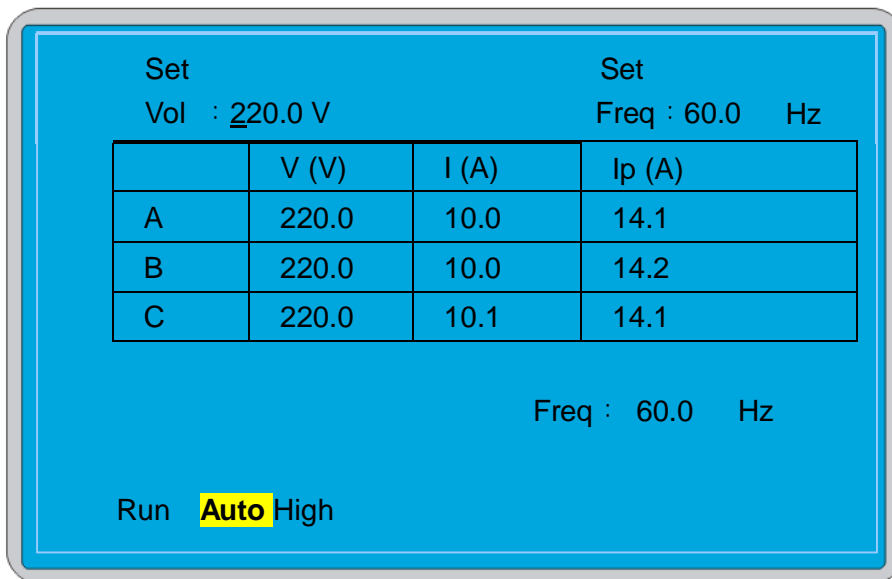 Set Set
Vol ：220.0 V Freq：60.0 Hz
V (V) I (A) Ip (A)
A 220.0 10.0 14.1
B 220.0 10.0 14.2
C 220.0 10.1 14.1
Freq： 60.0 Hz
Run Auto High